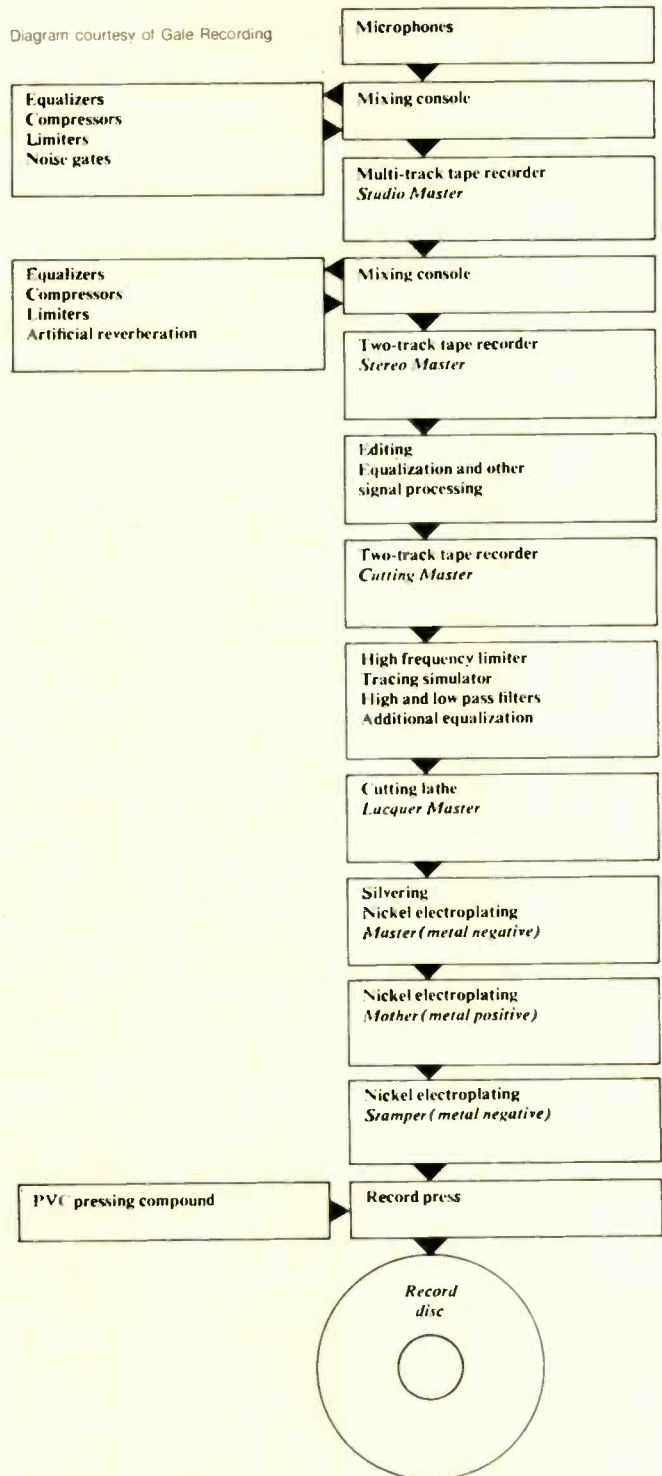 Diagram courtesy of Gale Recording
Microphones
Equalizers
Compressors
Limiters
Noise gates
Mixing console
Multi-track tape recorder
Studio Master
Equalizers
Compressors
Limiters
Artificial reverberation
Mixing console
Two-track tape recorder
Stereo Master
Editing
Equalization and other
signal processing
Two-track tape recorder
Cutting Master
High frequency limiter
Tracing simulator
High and low pass filters
Additional equalization
Cutting lathe
Lacquer Master
Silvering
Nickel electroplating
Master (metal negative)
Nickel electroplating
Mother (metal positive)
Nickel electroplating
Stamper (metal negative)
PVC pressing compound
Record press
Record
disc